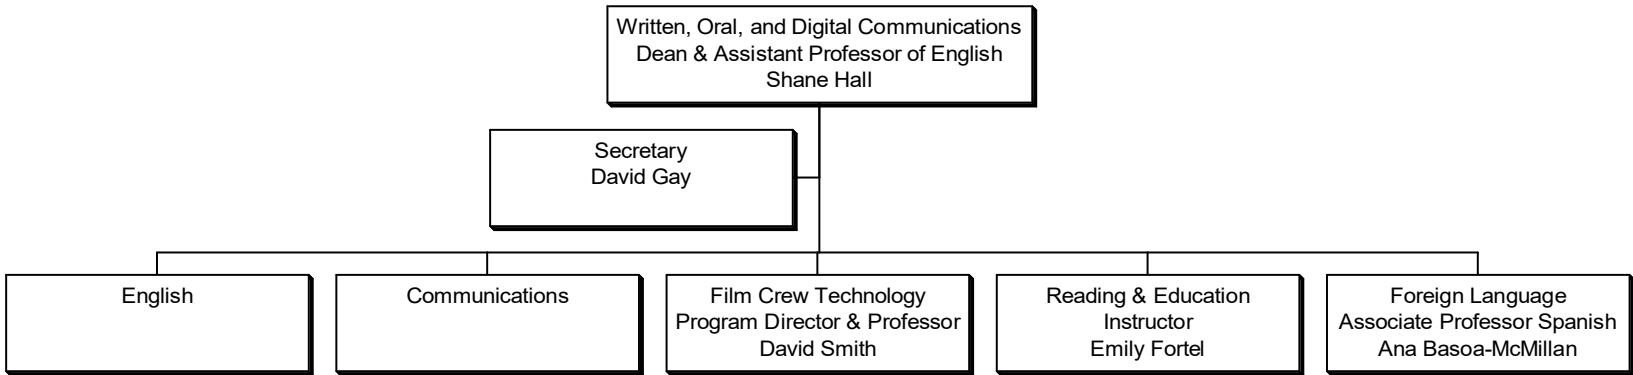 Written, Oral, and Digital Communications
Dean & Assistant Professor of English
Shane Hall
Secretary
David Gay
English
Communications
Film Crew Technology
Program Director & Professor
David Smith
Reading & Education
Instructor
Emily Fortel
Foreign Language
Associate Professor Spanish
Ana Basoa-McMillan